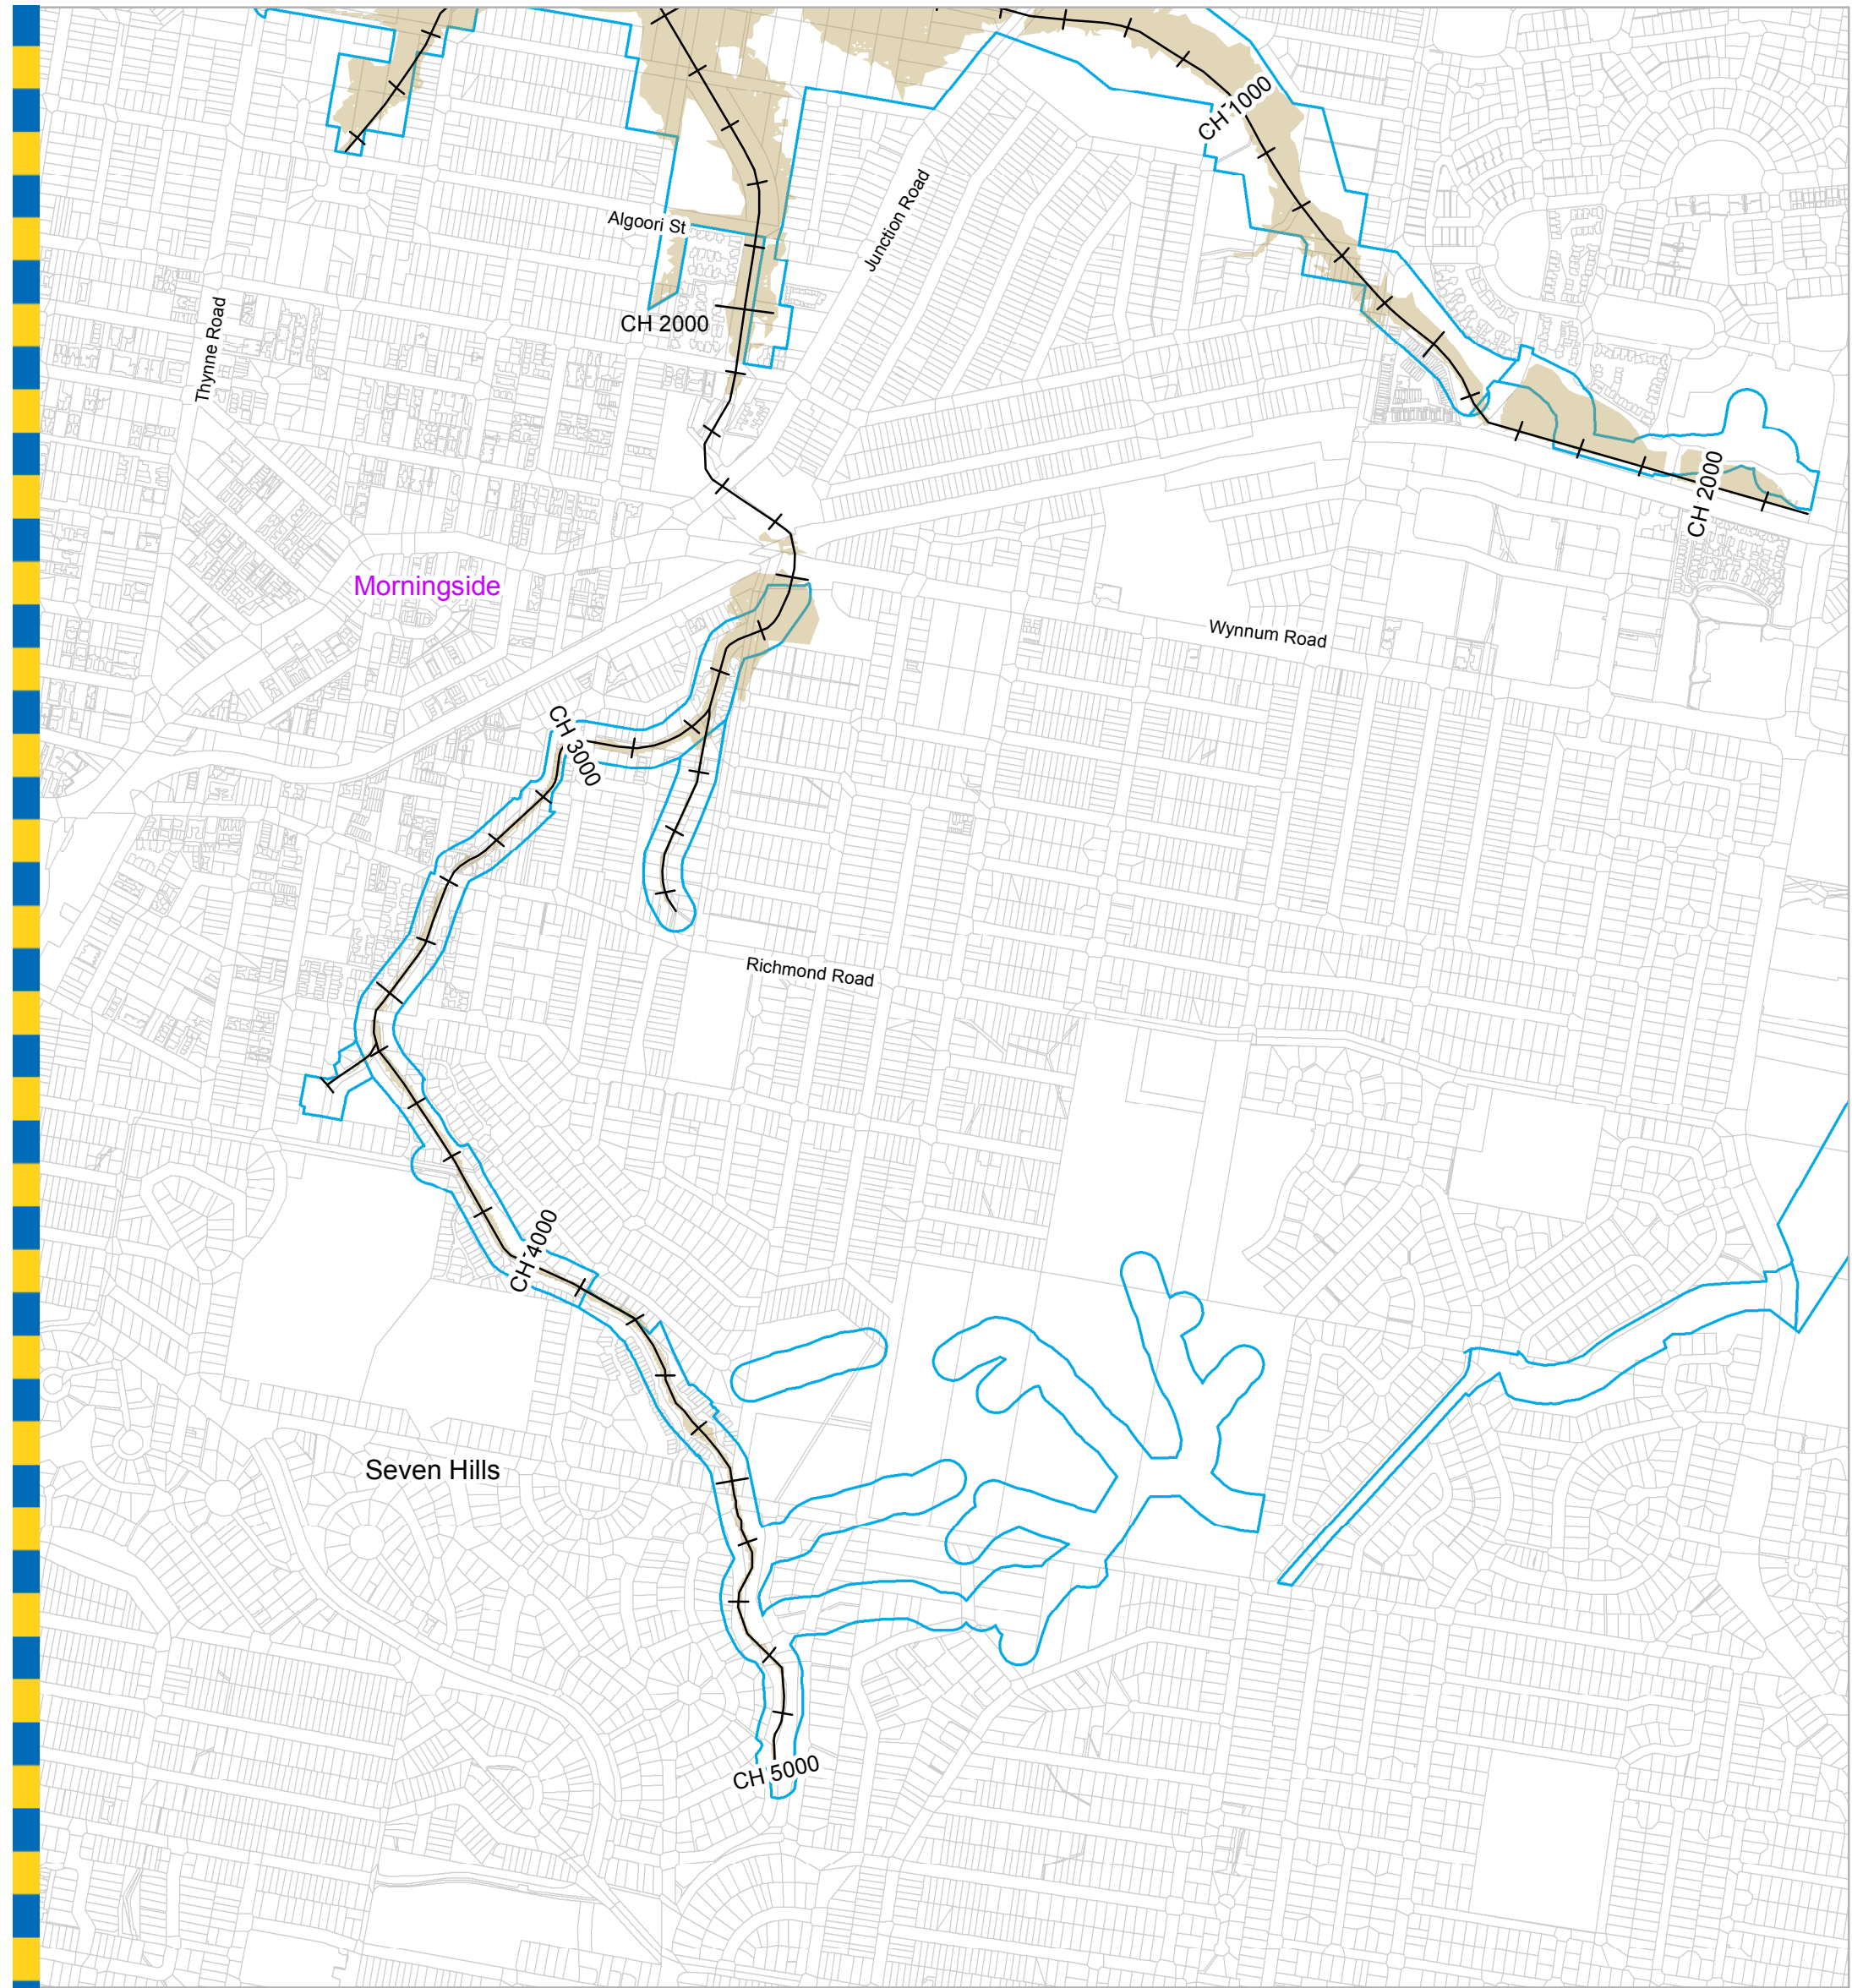 CH 1000
Junction Road
Algoori St
Thynne Road
CH 2000
CH 2000
Morningside
Wynnum Road
CH 3000
Richmond Road
CH 4000
Seven Hills
CH 5000